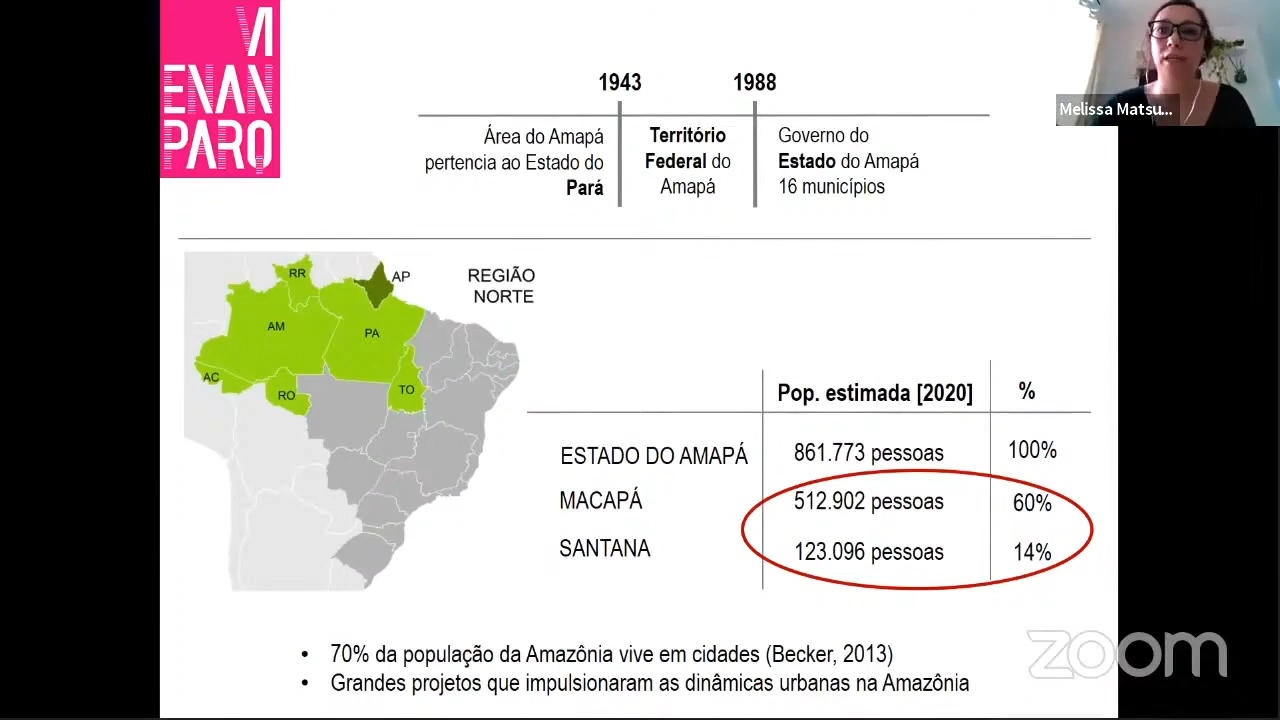 VI
ENAN
PARQ
Melissa Matsu...
1943
1988
Área do Amapá
pertencia ao Estado do
Pará
Território
Federal do
Amapá
Governo do
Estado do Amapá
16 municípios
REGIÃO
NORTE
RR
AP
AM
PA
AC
RO
TO
Pop. estimada [2020] %
ESTADO DO AMAPÁ 861.773 pessoas 100%
MACAPÁ 512.902 pessoas 60%
SANTANA 123.096 pessoas 14%
• 70% da população da Amazônia vive em cidades (Becker, 2013)
• Grandes projetos que impulsionaram as dinâmicas urbanas na Amazônia
zoom